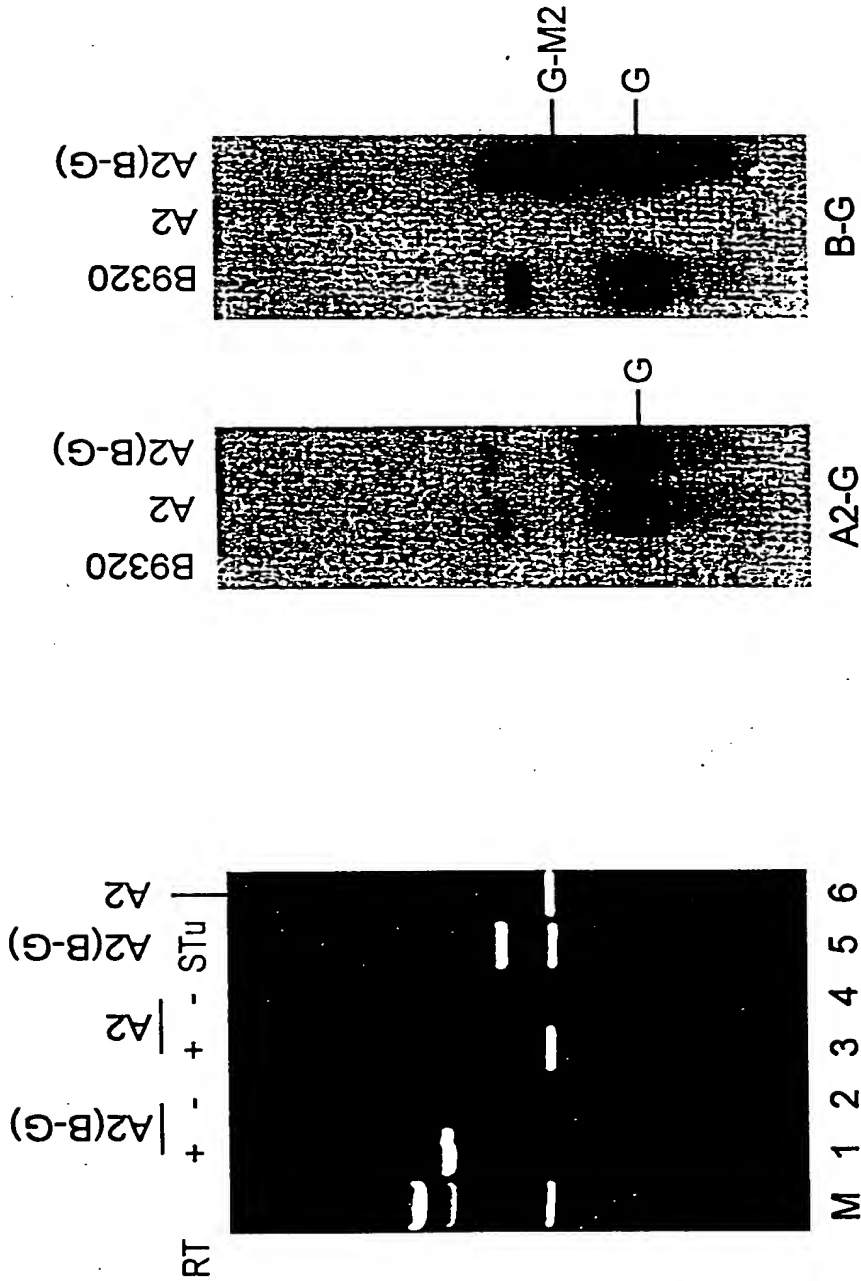 A2(B-G) A2 A2(B-G) A2
RT + - + - STu
M 1 2 3 4 5 6
B9320 A2 A2(B-G)
G
A2-G
B9320 A2 A2(B-G)
G-M2
G
B-G